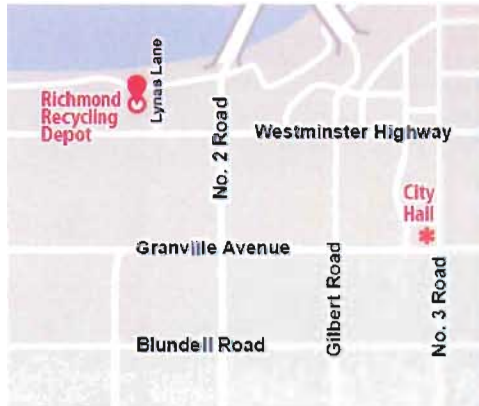 Richmond
Recycling
Depot
Lynas Lane
No. 2 Road
Westminster Highway
City
Hall
Granville Avenue
Gilbert Road
No. 3 Road
Blundell Road